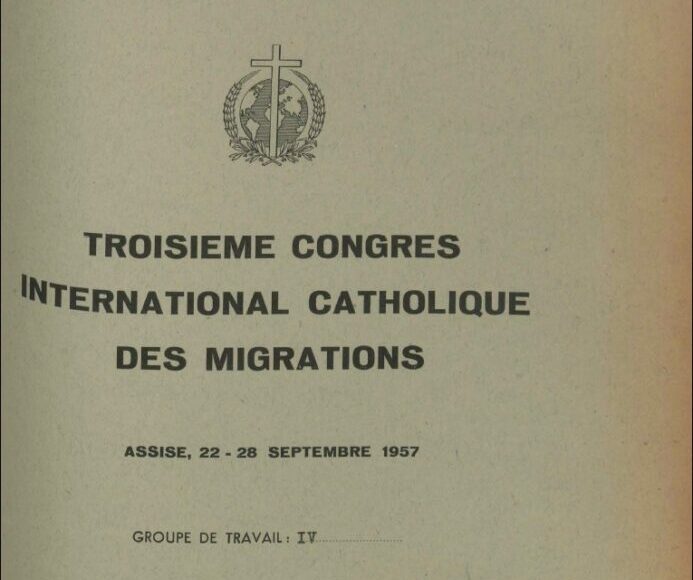 TROISIEME CONGRES
INTERNATIONAL CATHOLIQUE
DES MIGRATIONS
ASSISE, 22 - 28 SEPTEMBRE 1957
GROUPE DE TRAVAIL : IV